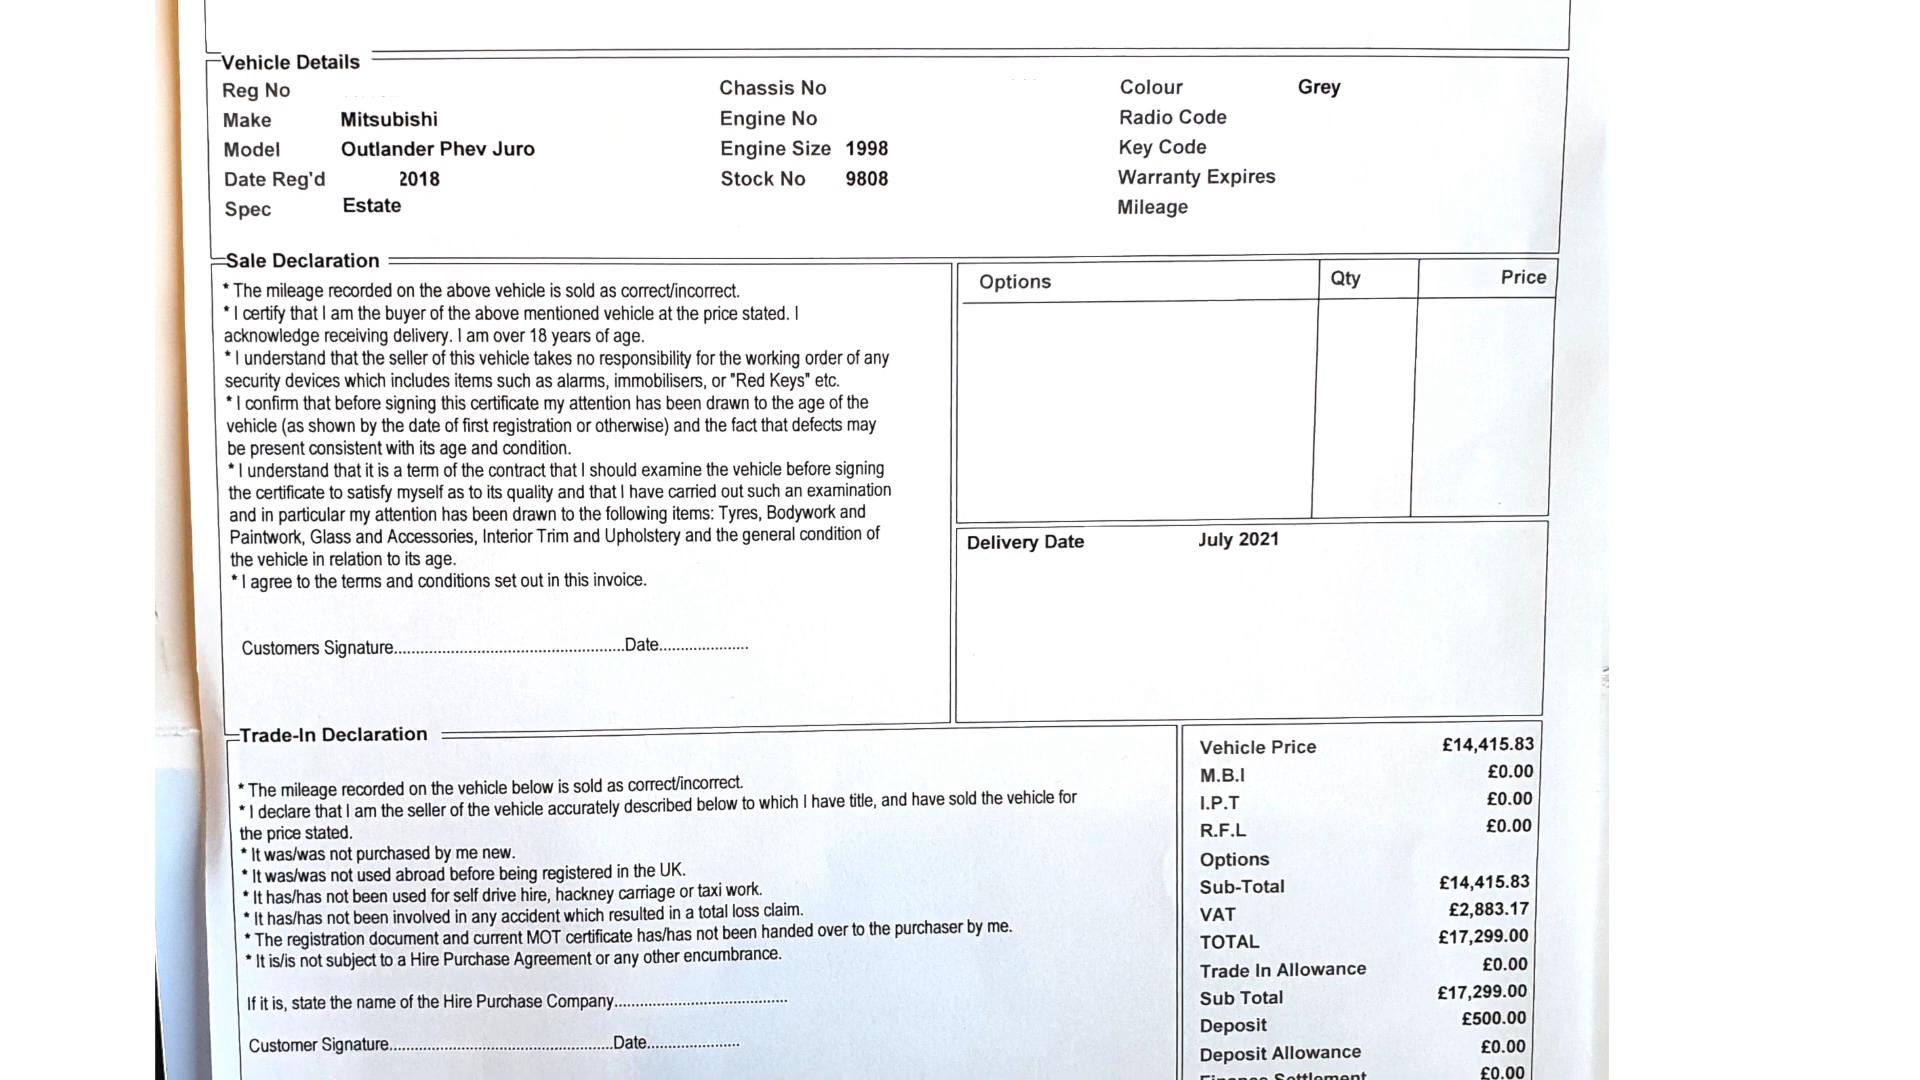 Vehicle Details
Reg No
Chassis No
Colour Grey
Make Mitsubishi
Engine No
Radio Code
Model Outlander Phev Juro
Engine Size 1998
Key Code
Date Reg'd 2018
Stock No 9808
Warranty Expires
Spec Estate
Mileage
Sale Declaration
* The mileage recorded on the above vehicle is sold as correct/incorrect.
* I certify that I am the buyer of the above mentioned vehicle at the price stated. I
acknowledge receiving delivery. I am over 18 years of age.
* I understand that the seller of this vehicle takes no responsibility for the working order of any
security devices which includes items such as alarms, immobilisers, or "Red Keys" etc.
* I confirm that before signing this certificate my attention has been drawn to the age of the
vehicle (as shown by the date of first registration or otherwise) and the fact that defects may
be present consistent with its age and condition.
* I understand that it is a term of the contract that I should examine the vehicle before signing
the certificate to satisfy myself as to its quality and that I have carried out such an examination
and in particular my attention has been drawn to the following items: Tyres, Bodywork and
Paintwork, Glass and Accessories, Interior Trim and Upholstery and the general condition of
the vehicle in relation to its age.
* I agree to the terms and conditions set out in this invoice.
Customers Signature....................................................Date....................
Options Qty Price
Delivery Date July 2021
Trade-In Declaration
* The mileage recorded on the vehicle below is sold as correct/incorrect.
* I declare that I am the seller of the vehicle accurately described below to which I have title, and have sold the vehicle for
the price stated.
* It was/was not purchased by me new.
* It was/was not used abroad before being registered in the UK.
* It has/has not been used for self drive hire, hackney carriage or taxi work.
* It has/has not been involved in any accident which resulted in a total loss claim.
* The registration document and current MOT certificate has/has not been handed over to the purchaser by me.
* It is/is not subject to a Hire Purchase Agreement or any other encumbrance.
If it is, state the name of the Hire Purchase Company.......................................
Customer Signature...................................................Date.....................
Vehicle Price £14,415.83
M.B.I £0.00
I.P.T £0.00
R.F.L £0.00
Options
Sub-Total £14,415.83
VAT £2,883.17
TOTAL £17,299.00
Trade In Allowance £0.00
Sub Total £17,299.00
Deposit £500.00
Deposit Allowance £0.00
Finance Settlement £0.00